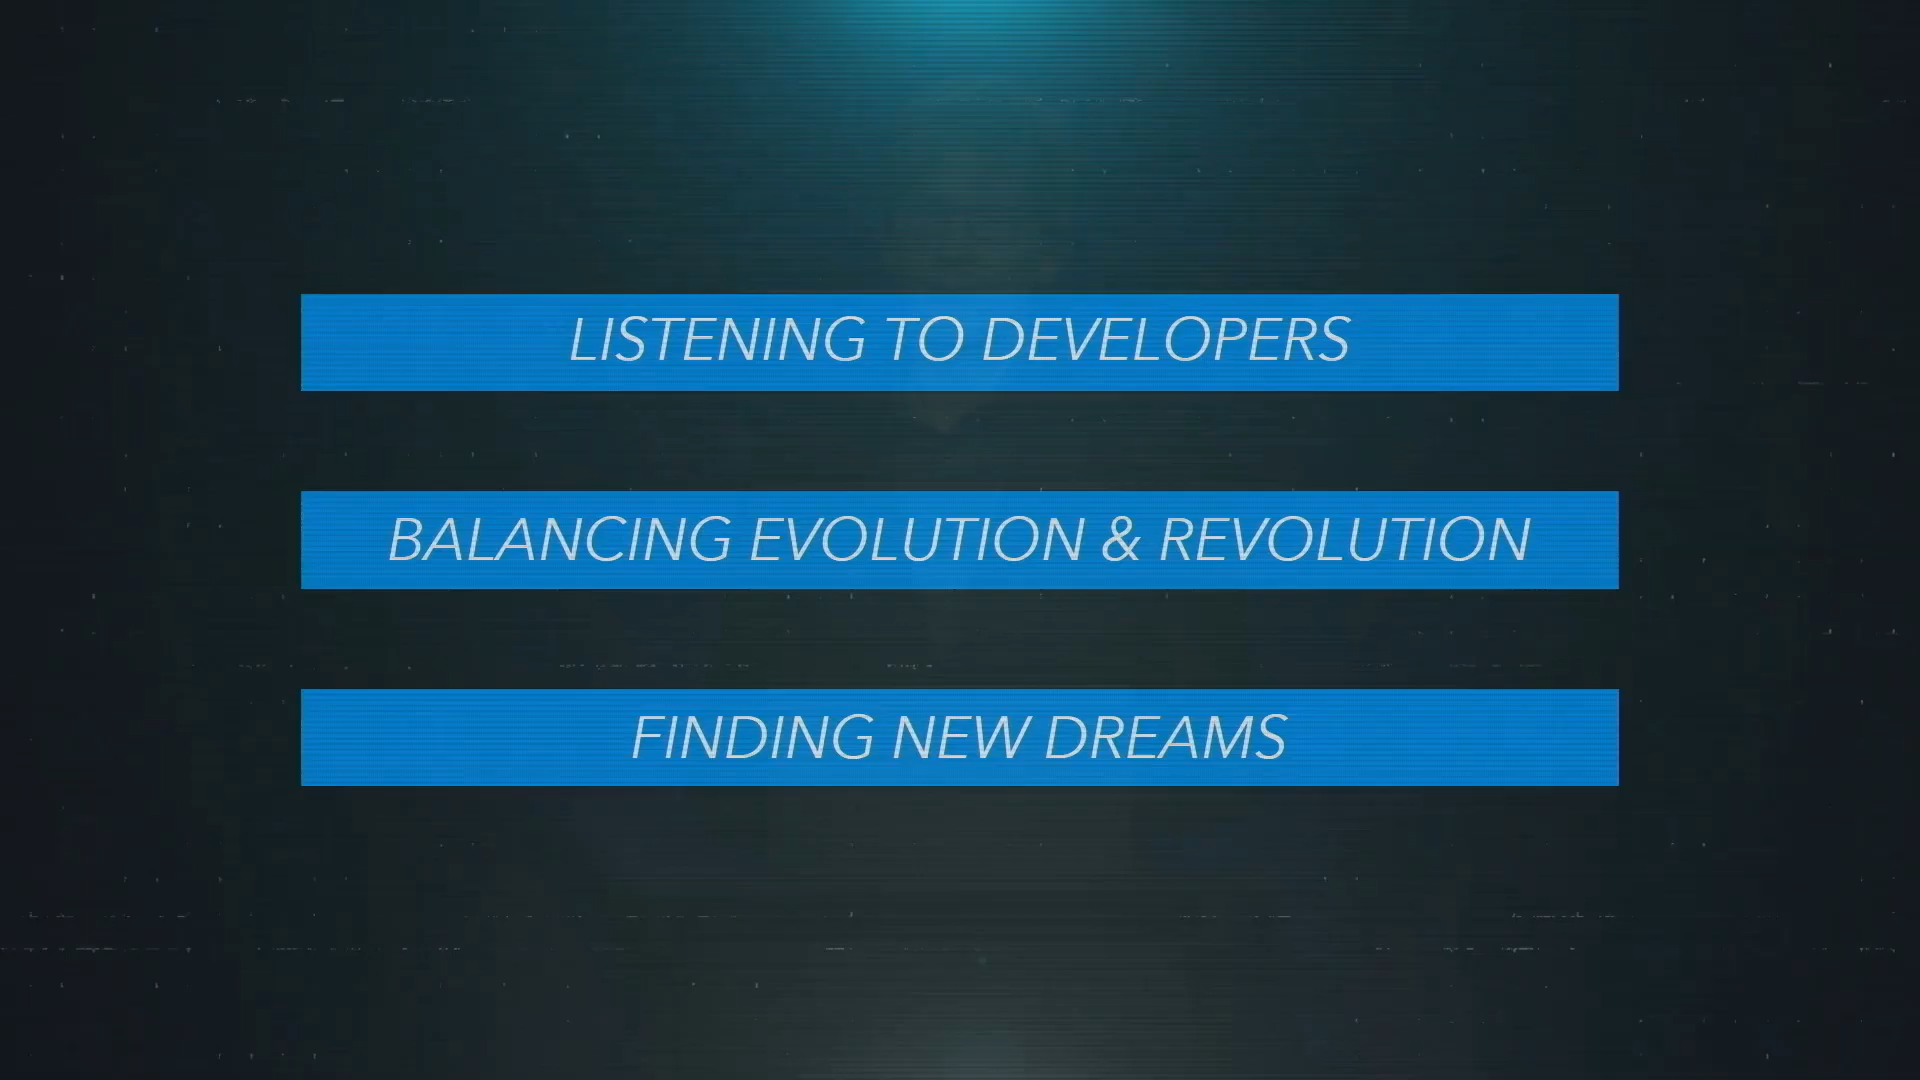 LISTENING TO DEVELOPERS
BALANCING EVOLUTION & REVOLUTION
FINDING NEW DREAMS